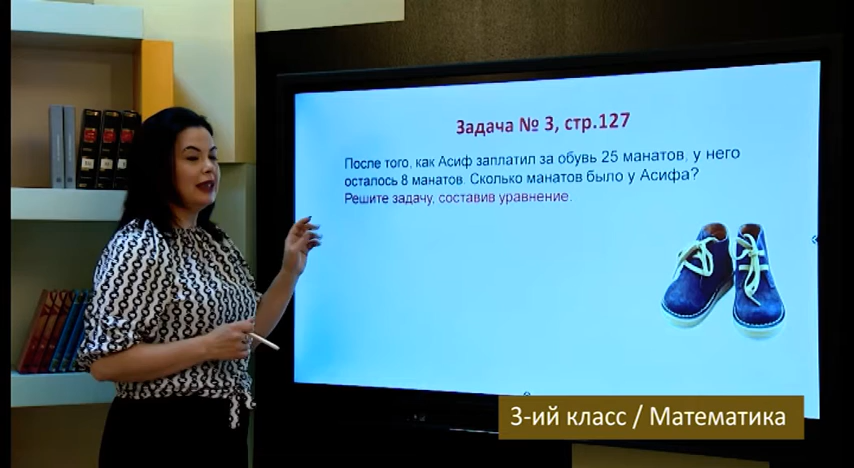 Задача № 3, стр.127
После того, как Асиф заплатил за обувь 25 манатов, у него
осталось 8 манатов. Сколько манатов было у Асифа?
Решите задачу, составив уравнение.
3-ий класс / Математика